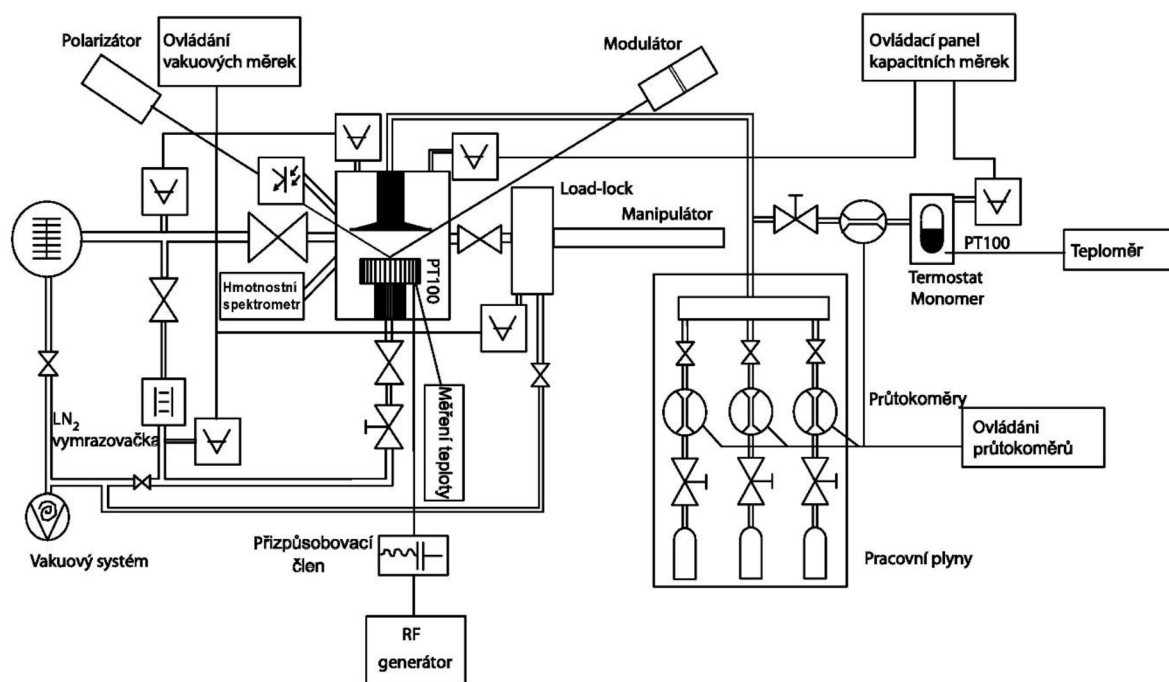 Polarizátor
Ovládání
vakuových měrek
Modulátor
Ovládací panel
kapacitních měrek
Load-lock
Manipulátor
PT100
Teploměr
Termostat
Monomer
Hmotnostní
spektrometr
PT100
Měření teploty
LN2
vymrazovačka
Průtokoměry
Ovládáni
průtokoměrů
Vakuový systém
Přizpůsobovací
člen
Pracovní plyny
RF
generátor